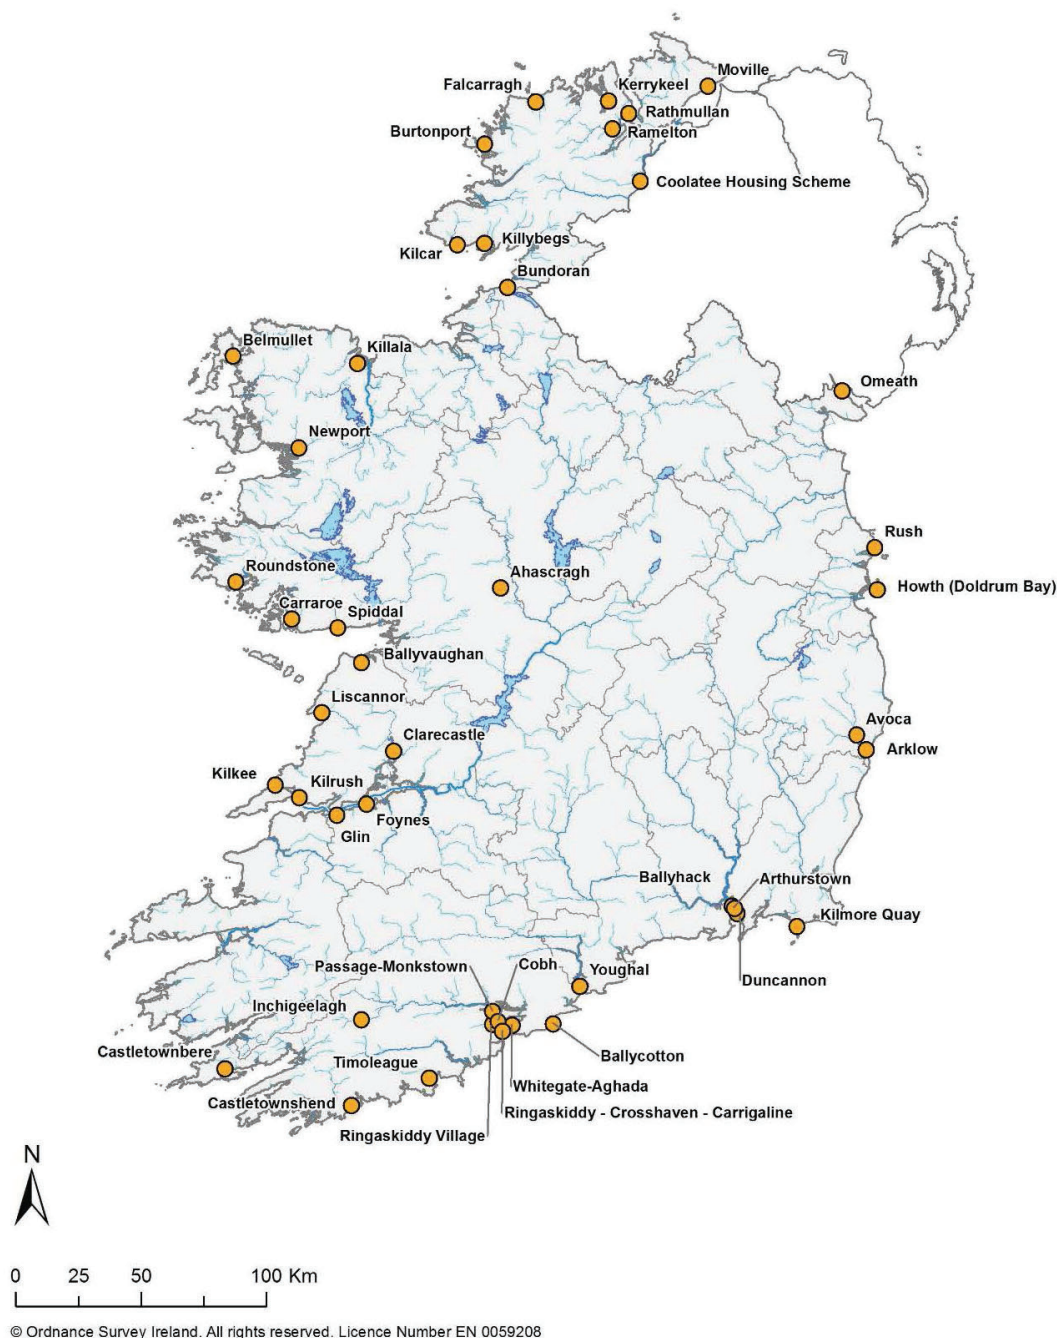 Moville
Falcarragh
Kerrykeel
Rathmullan
Burtonport
Ramelton
Coolatee Housing Scheme
Killybegs
Kilcar
Bundoran
Belmullet
Killala
Omeath
Newport
Rush
Roundstone
Ahascragh
Howth (Doldrum Bay)
Carraroe
Spiddal
Ballyvaughan
Liscannor
Avoca
Clarecastle
Arklow
Kilkee
Kilrush
Foynes
Glin
Ballyhack
Arthurstown
Kilmore Quay
Passage-Monkstown
Cobh
Youghal
Duncannon
Inchigeelagh
Castletownbere
Timoleague
Ballycotton
Whitegate-Aghada
Castletownshend
Ringaskiddy - Crosshaven - Carrigaline
Ringaskiddy Village
N
0 25 50 100 Km
© Ordnance Survey Ireland. All rights reserved. Licence Number EN 0059208